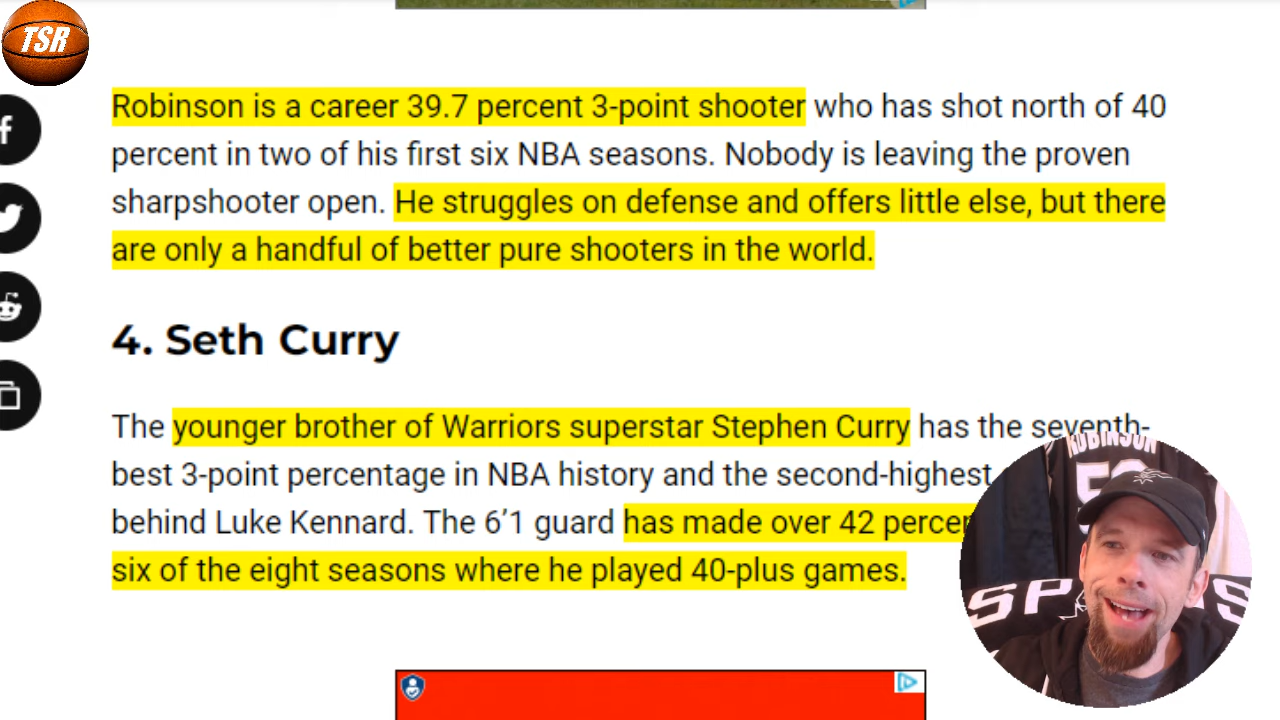 TSR
Robinson is a career 39.7 percent 3-point shooter who has shot north of 40
percent in two of his first six NBA seasons. Nobody is leaving the proven
sharpshooter open. He struggles on defense and offers little else, but there
are only a handful of better pure shooters in the world.
4. Seth Curry
The younger brother of Warriors superstar Stephen Curry has the seventh-
best 3-point percentage in NBA history and the second-highest
behind Luke Kennard. The 6’1 guard has made over 42
six of the eight seasons where he played 40-plus games.
ROBINSON